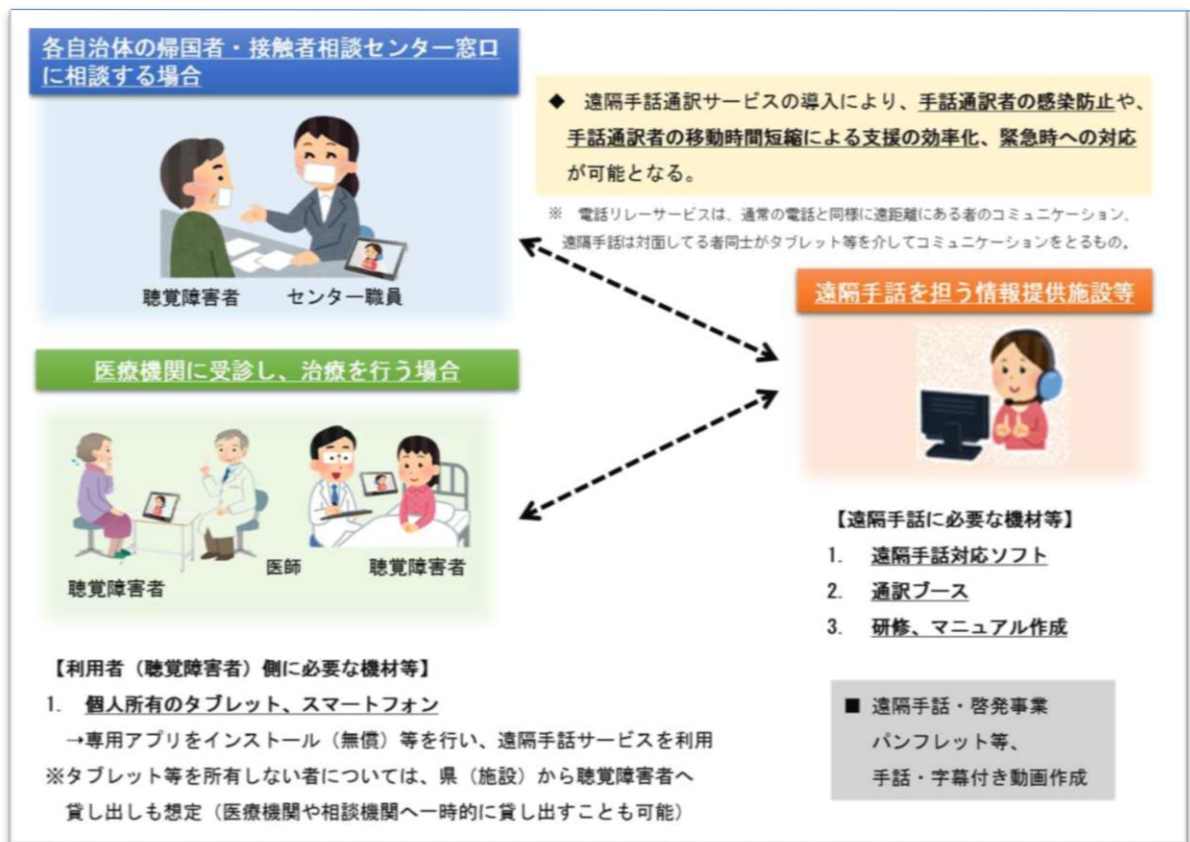 各自治体の帰国者・接触者相談センター窓口
に相談する場合
聴覚障害者
センター職員
◆ 遠隔手話通訳サービスの導入により、手話通訳者の感染防止や、
手話通訳者の移動時間短縮による支援の効率化、緊急時への対応
が可能となる。
※ 電話リレーサービスは、通常の電話と同様に遠距離にある者のコミュニケーション、
遠隔手話は対面してる者同士がタブレット等を介してコミュニケーションをとるもの。
医療機関に受診し、治療を行う場合
聴覚障害者
医師
聴覚障害者
遠隔手話を担う情報提供施設等
【遠隔手話に必要な機材等】
1. 遠隔手話対応ソフト
2. 通訳ブース
3. 研修、マニュアル作成
【利用者（聴覚障害者）側に必要な機材等】
1. 個人所有のタブレット、スマートフォン
→専用アプリをインストール（無償）等を行い、遠隔手話サービスを利用
※タブレット等を所有しない者については、県（施設）から聴覚障害者へ
貸し出しも想定（医療機関や相談機関へ一時的に貸し出すことも可能）
■ 遠隔手話・啓発事業
パンフレット等、
手話・字幕付き動画作成